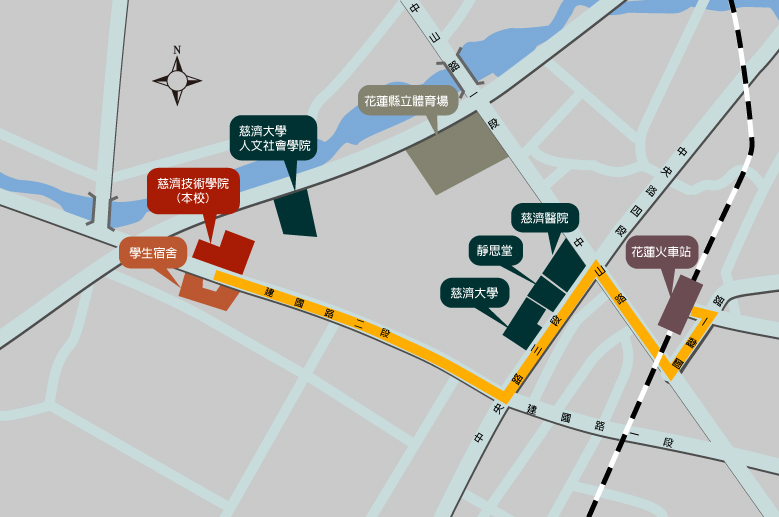 N
中山路一段
花蓮縣立體育場
慈濟大學
人文社會學院
慈濟技術學院
（本校）
學生宿舍
慈濟醫院
靜思堂
慈濟大學
中央路四段
花蓮火車站
中山路
國聯一路
建國路二段
中央路三段
建國路一段